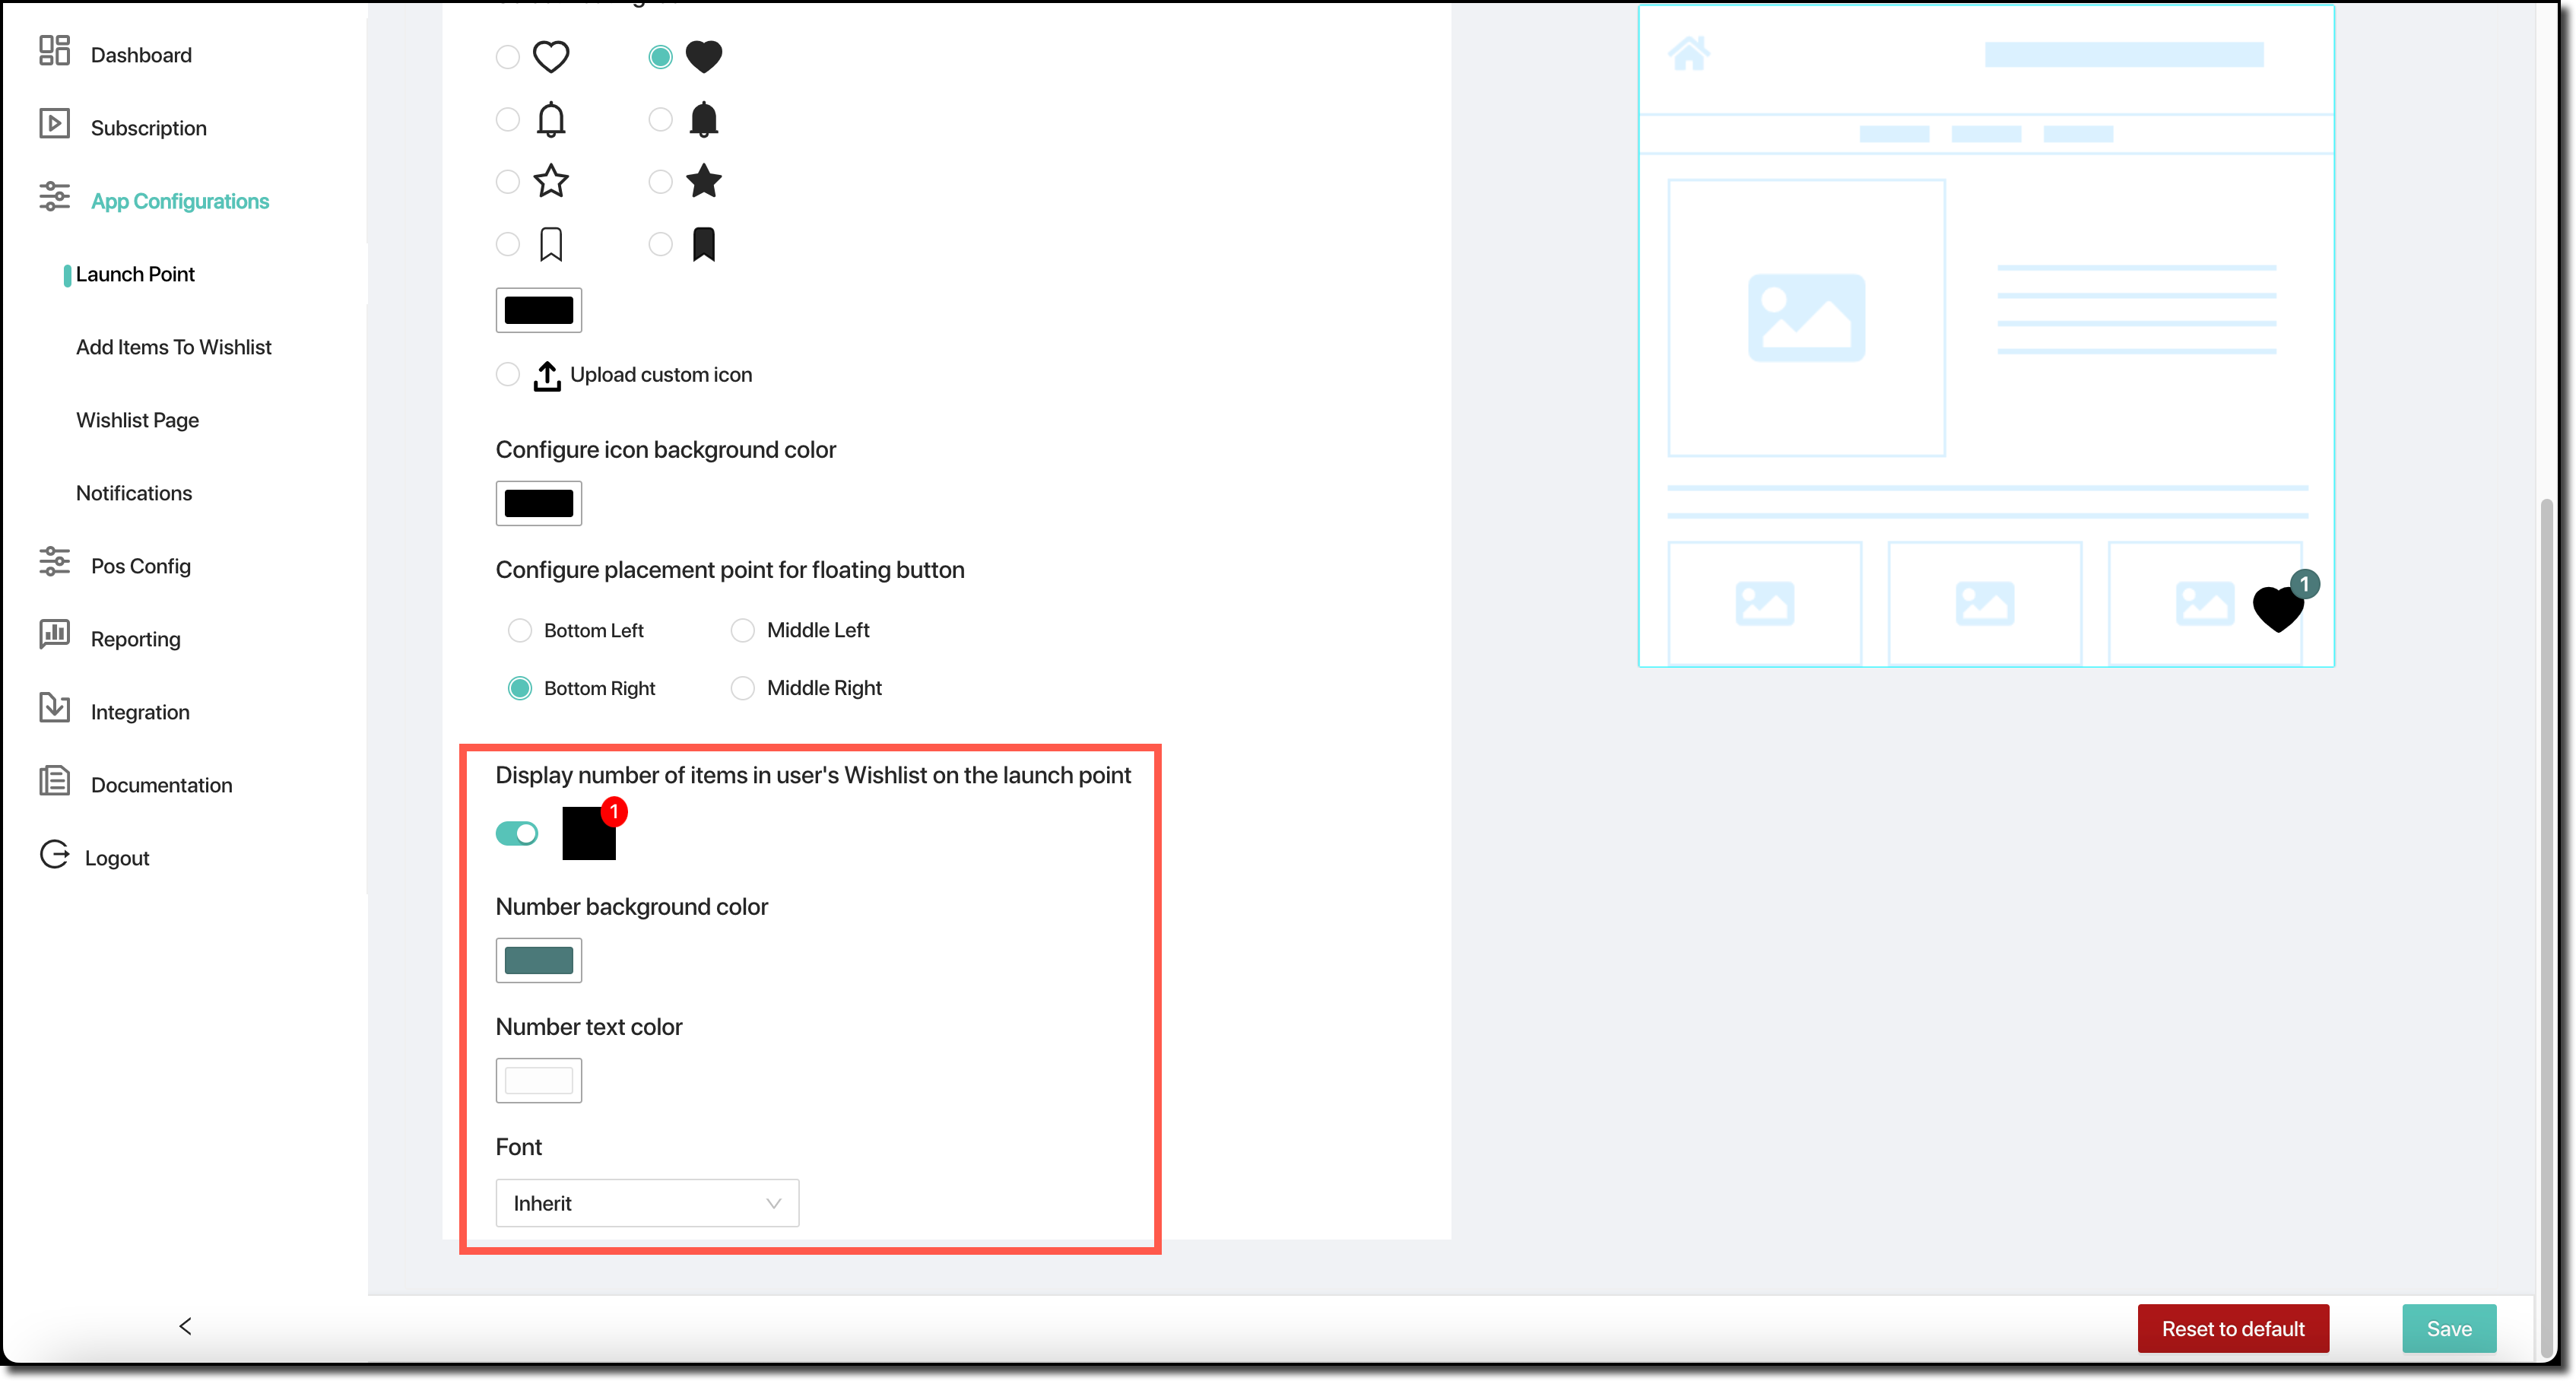 Dashboard
Subscription
App Configurations
Launch Point
Add Items To Wishlist
Wishlist Page
Notifications
Pos Config
Reporting
Integration
Documentation
Logout
Upload custom icon
Configure icon background color
Configure placement point for floating button
Bottom Left
Middle Left
Bottom Right
Middle Right
Display number of items in user's Wishlist on the launch point
1
Number background color
Number text color
Font
Inherit
1
Reset to default
Save